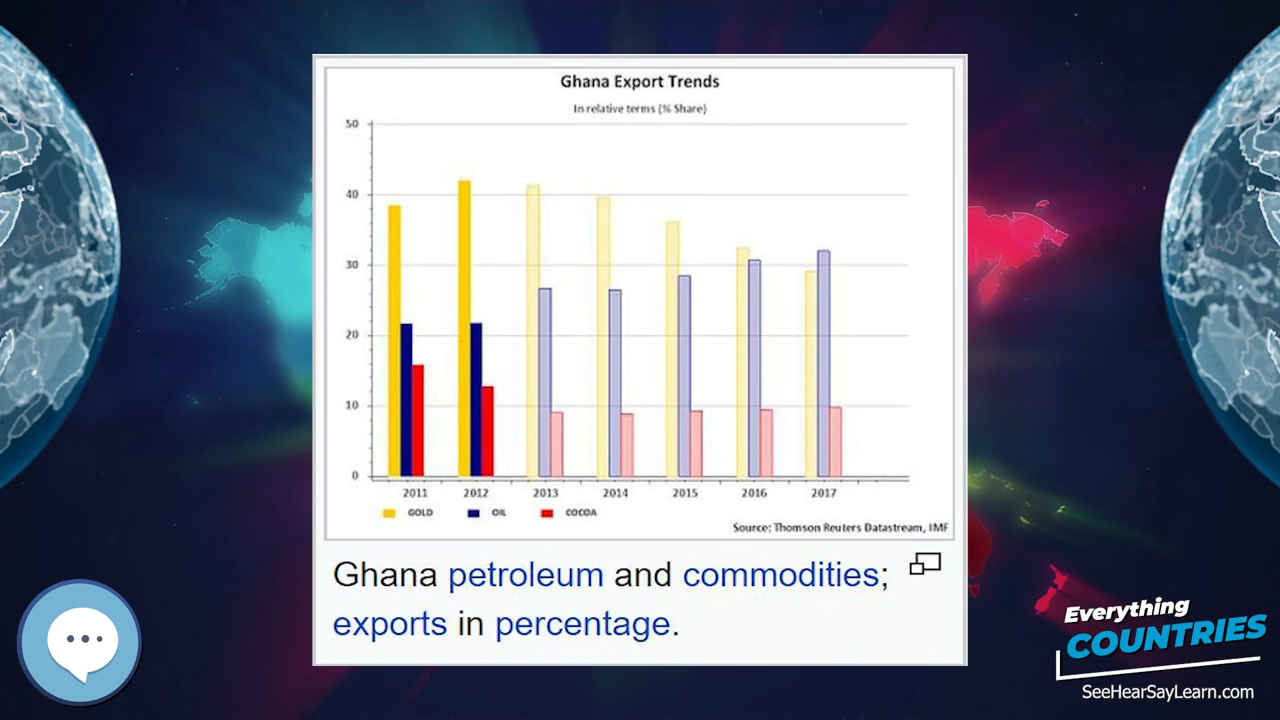 Ghana Export Trends
In relative terms (% Share)
50
40
30
20
10
0
2011 2012 2013 2014 2015 2016 2017
GOLD OIL COCOA
Source: Thomson Reuters Datastream, IMF
Ghana petroleum and commodities;
exports in percentage.
Everything
COUNTRIES
SeeHearSayLearn.com